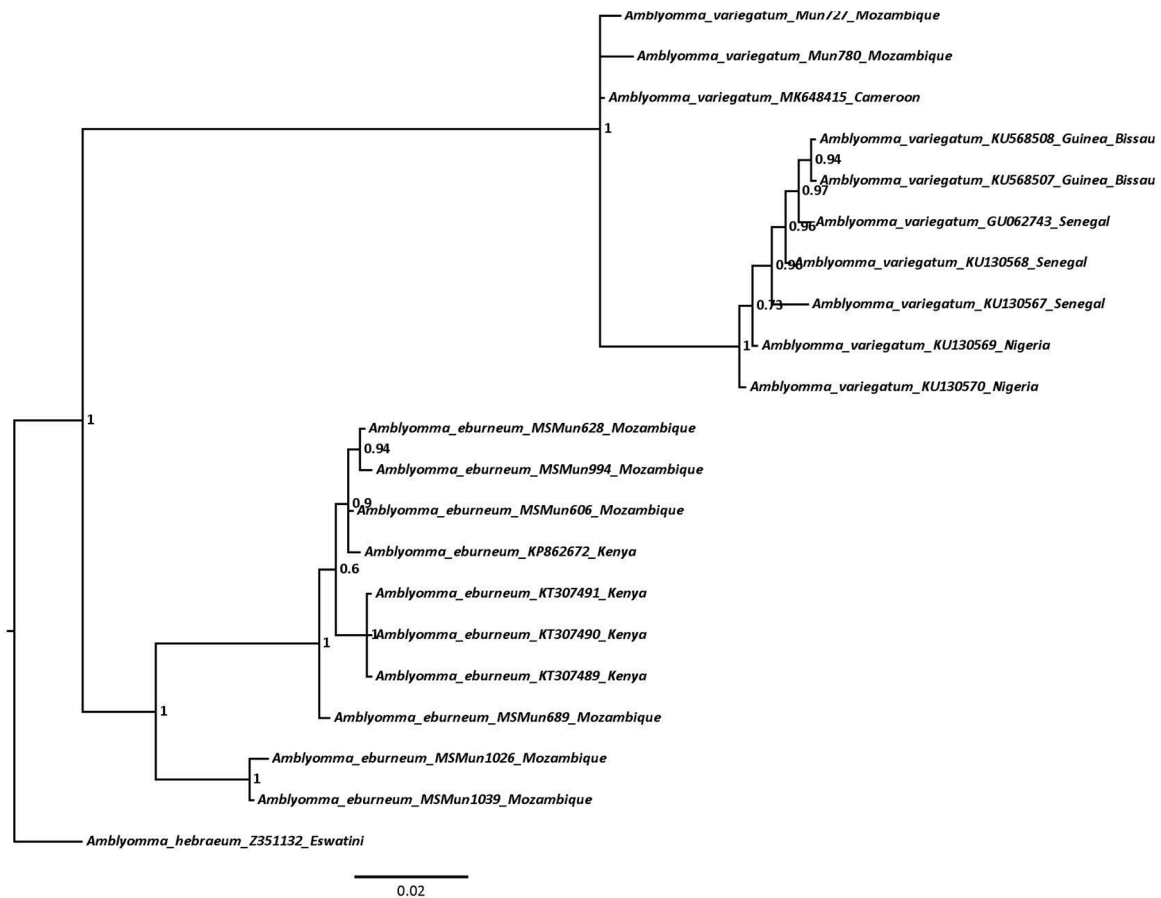 Amblyomma_variegatum_Mun727_Mozambique
Amblyomma_variegatum_Mun780_Mozambique
Amblyomma_variegatum_MK648415_Cameroon
1
Amblyomma_variegatum_KU568508_Guinea_Bissau
0.94
Amblyomma_variegatum_KU568507_Guinea_Bissau
0.97
Amblyomma_variegatum_GU062743_Senegal
0.96
Amblyomma_variegatum_KU130568_Senegal
0.96
Amblyomma_variegatum_KU130567_Senegal
0.73
Amblyomma_variegatum_KU130569_Nigeria
1
Amblyomma_variegatum_KU130570_Nigeria
1
Amblyomma_eburneum_MSMun628_Mozambique
0.94
Amblyomma_eburneum_MSMun994_Mozambique
0.9
Amblyomma_eburneum_MSMun606_Mozambique
Amblyomma_eburneum_KP862672_Kenya
0.6
Amblyomma_eburneum_KT307491_Kenya
1
Amblyomma_eburneum_KT307490_Kenya
1
Amblyomma_eburneum_KT307489_Kenya
1
Amblyomma_eburneum_MSMun689_Mozambique
Amblyomma_eburneum_MSMun1026_Mozambique
1
Amblyomma_eburneum_MSMun1039_Mozambique
Amblyomma_hebraeum_Z351132_Eswatini
0.02